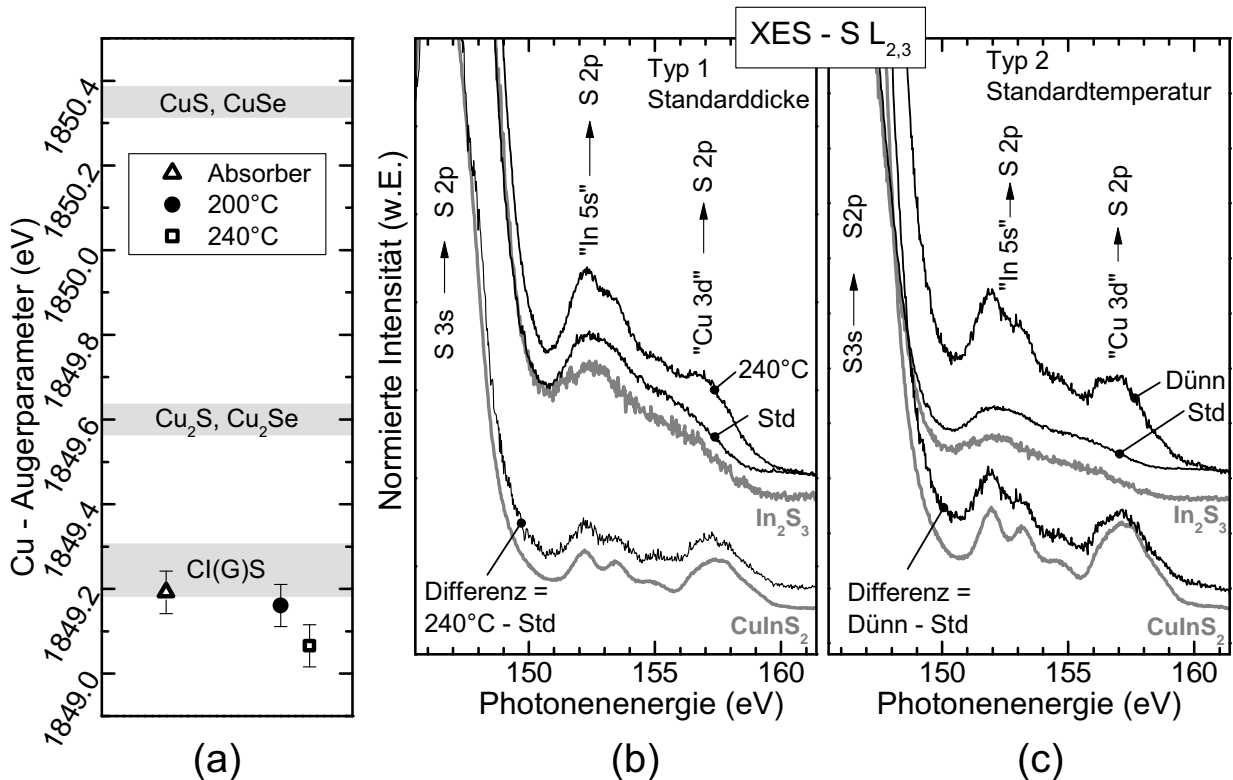 XES - S L2,3
Cu - Augerparameter (eV)
1850.4
1850.2
1850.0
1849.8
1849.6
1849.4
1849.2
1849.0
CuS, CuSe
Absorber
200°C
240°C
Cu2S, Cu2Se
CI(G)S
(a)
Normierte Intensität (w.E.)
Typ 1
Standarddicke
S 3s → S 2p
"In 5s" → S 2p
"Cu 3d" → S 2p
240°C
Std
In2S3
Differenz =
240°C - Std
CuInS2
150 155 160
Photonenenergie (eV)
(b)
Typ 2
Standardtemperatur
S3s → S2p
"In 5s" → S 2p
"Cu 3d" → S 2p
Dünn
Std
In2S3
Differenz =
Dünn - Std
CuInS2
150 155 160
Photonenenergie (eV)
(c)